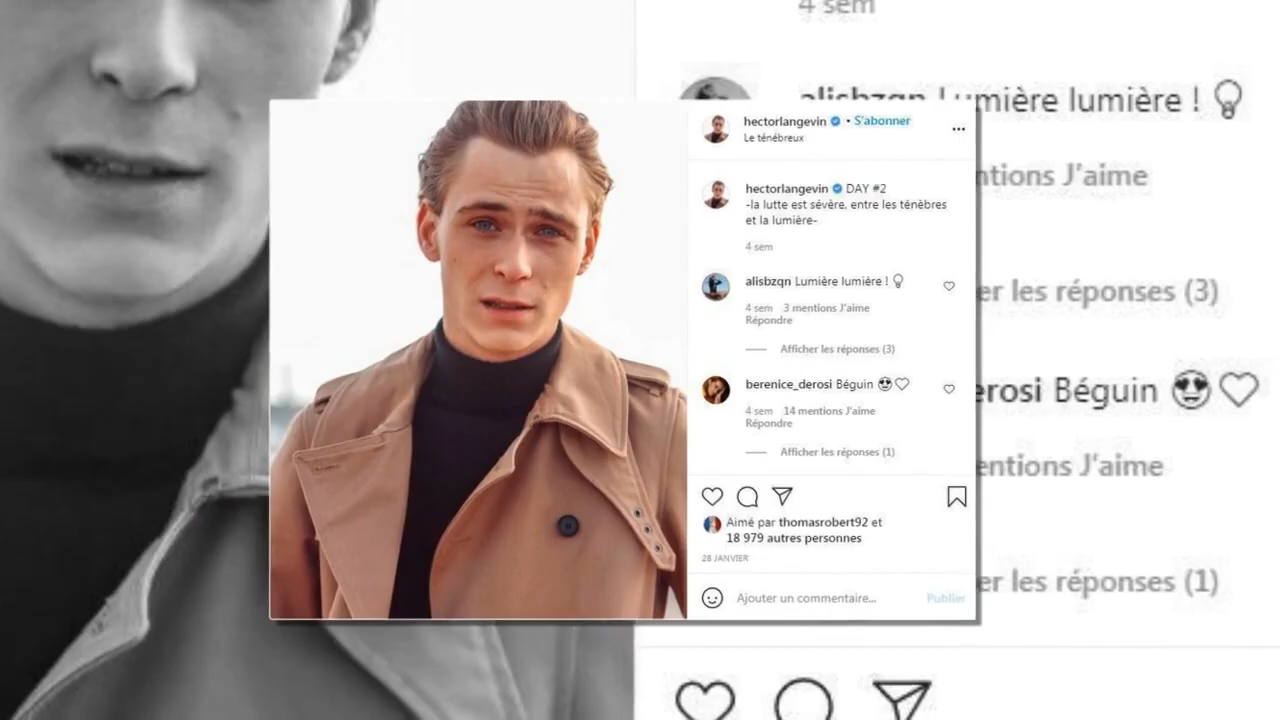 4 sem
alisbzqn Lumière lumière !
ntions J'aime
er les réponses (3)
erosi Béguin
entions J'aime
er les réponses (1)
hectorlangevin • S'abonner
Le ténébreux
hectorlangevin DAY #2
-la lutte est sévère, entre les ténèbres
et la lumière-
4 sem
alisbzqn Lumière lumière !
4 sem 3 mentions J'aime
Répondre
Afficher les réponses (3)
berenice_derosi Béguin
4 sem 14 mentions J'aime
Répondre
Afficher les réponses (1)
Aimé par thomasrobert92 et
18 979 autres personnes
28 JANVIER
Ajouter un commentaire...
Publier